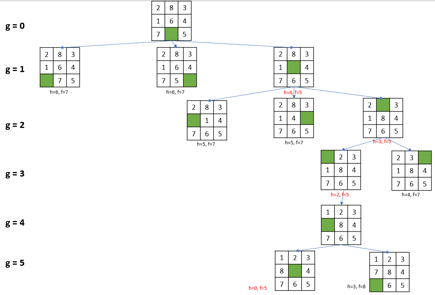 2 8 3
1 6 4
7 5
g = 0
2 8 3
1 6 4
7 5
h=6, f=7
2 8 3
1 6 4
7 5
h=6, f=7
2 8 3
1 4
7 6 5
h=4, f=5
g = 1
2 8 3
1 4
7 6 5
h=5, f=7
2 8 3
1 4
7 6 5
h=5, f=7
2 3
1 8 4
7 6 5
h=3, f=5
g = 2
2 3
1 8 4
7 6 5
h=2, f=5
2 3
1 8 4
7 6 5
h=4, f=7
g = 3
1 2 3
8 4
7 6 5
g = 4
1 2 3
8 4
7 6 5
h=0, f=5
1 2 3
7 8 4
6 5
h=3, f=8
g = 5